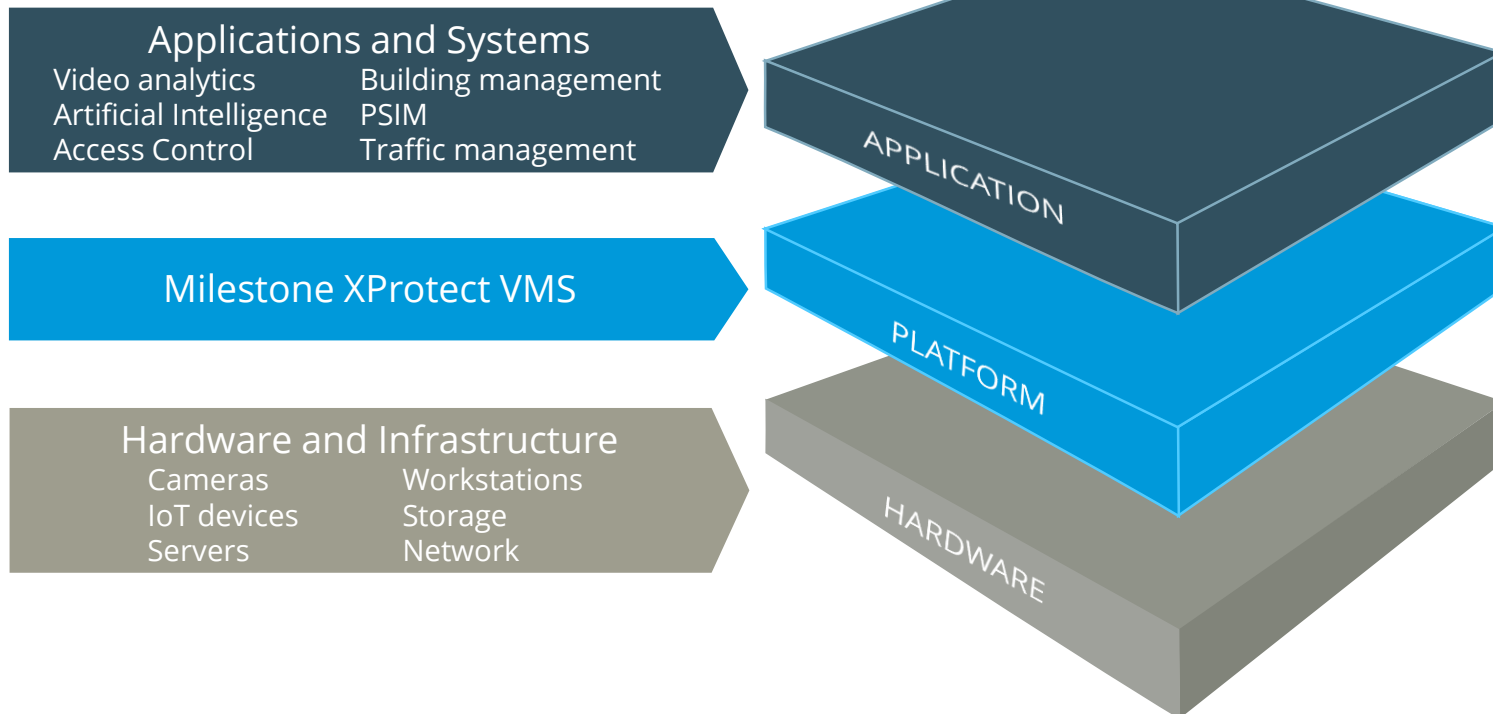 Applications and Systems
Video analytics Building management
Artificial Intelligence PSIM
Access Control Traffic management
APPLICATION
Milestone XProtect VMS
PLATFORM
Hardware and Infrastructure
Cameras Workstations
IoT devices Storage
Servers Network
HARDWARE